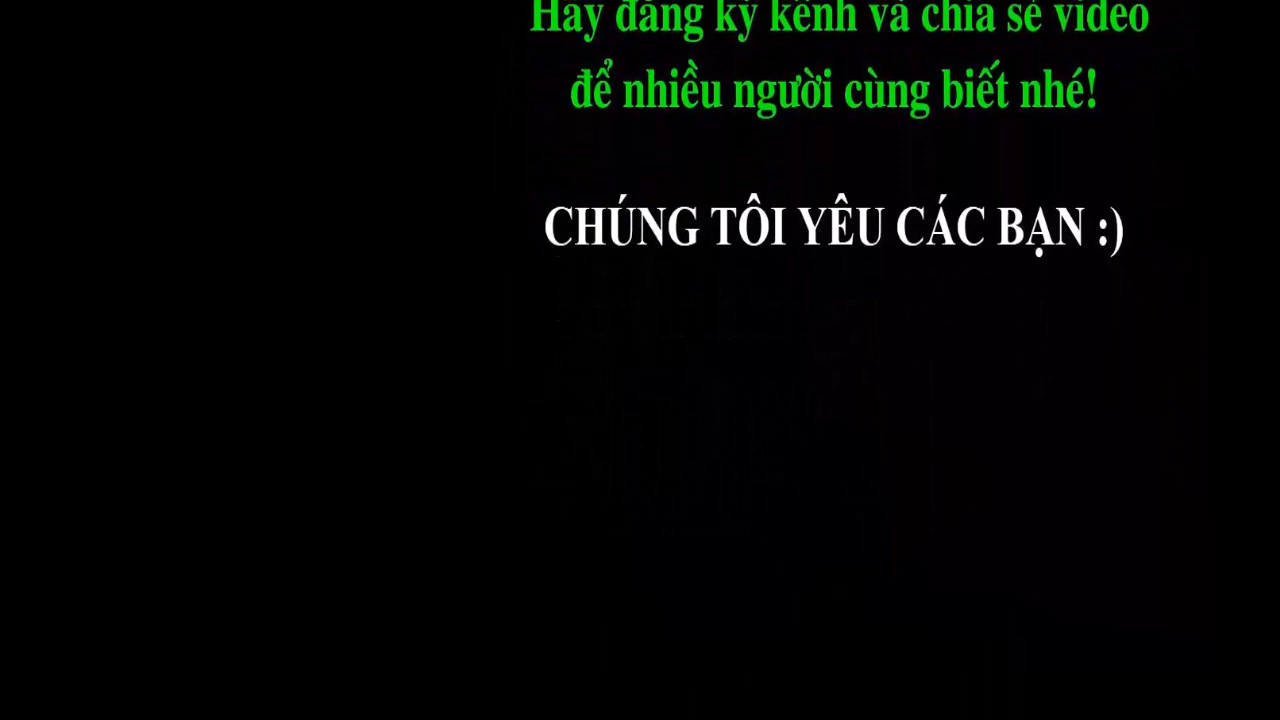 Hãy đăng ký kênh và chia sẻ video
để nhiều người cùng biết nhé!
CHÚNG TÔI YÊU CÁC BẠN :)